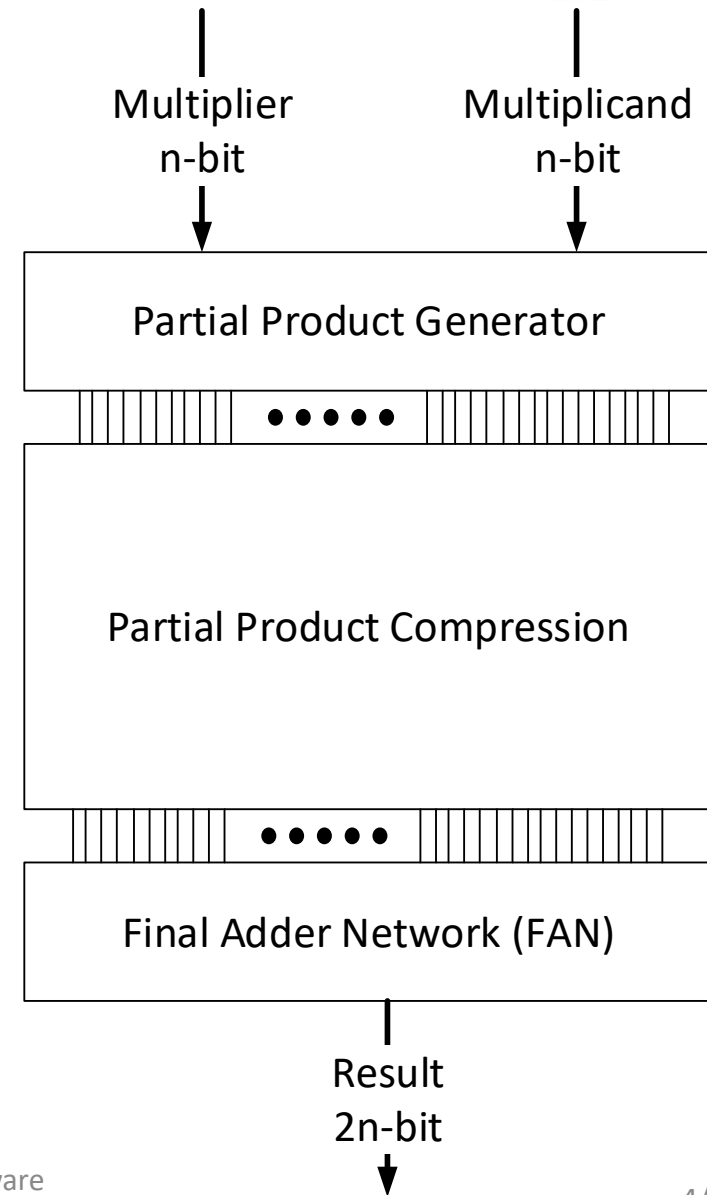 Multiplier Multiplicand
n-bit n-bit
Partial Product Generator
Partial Product Compression
Final Adder Network (FAN)
Result
2n-bit